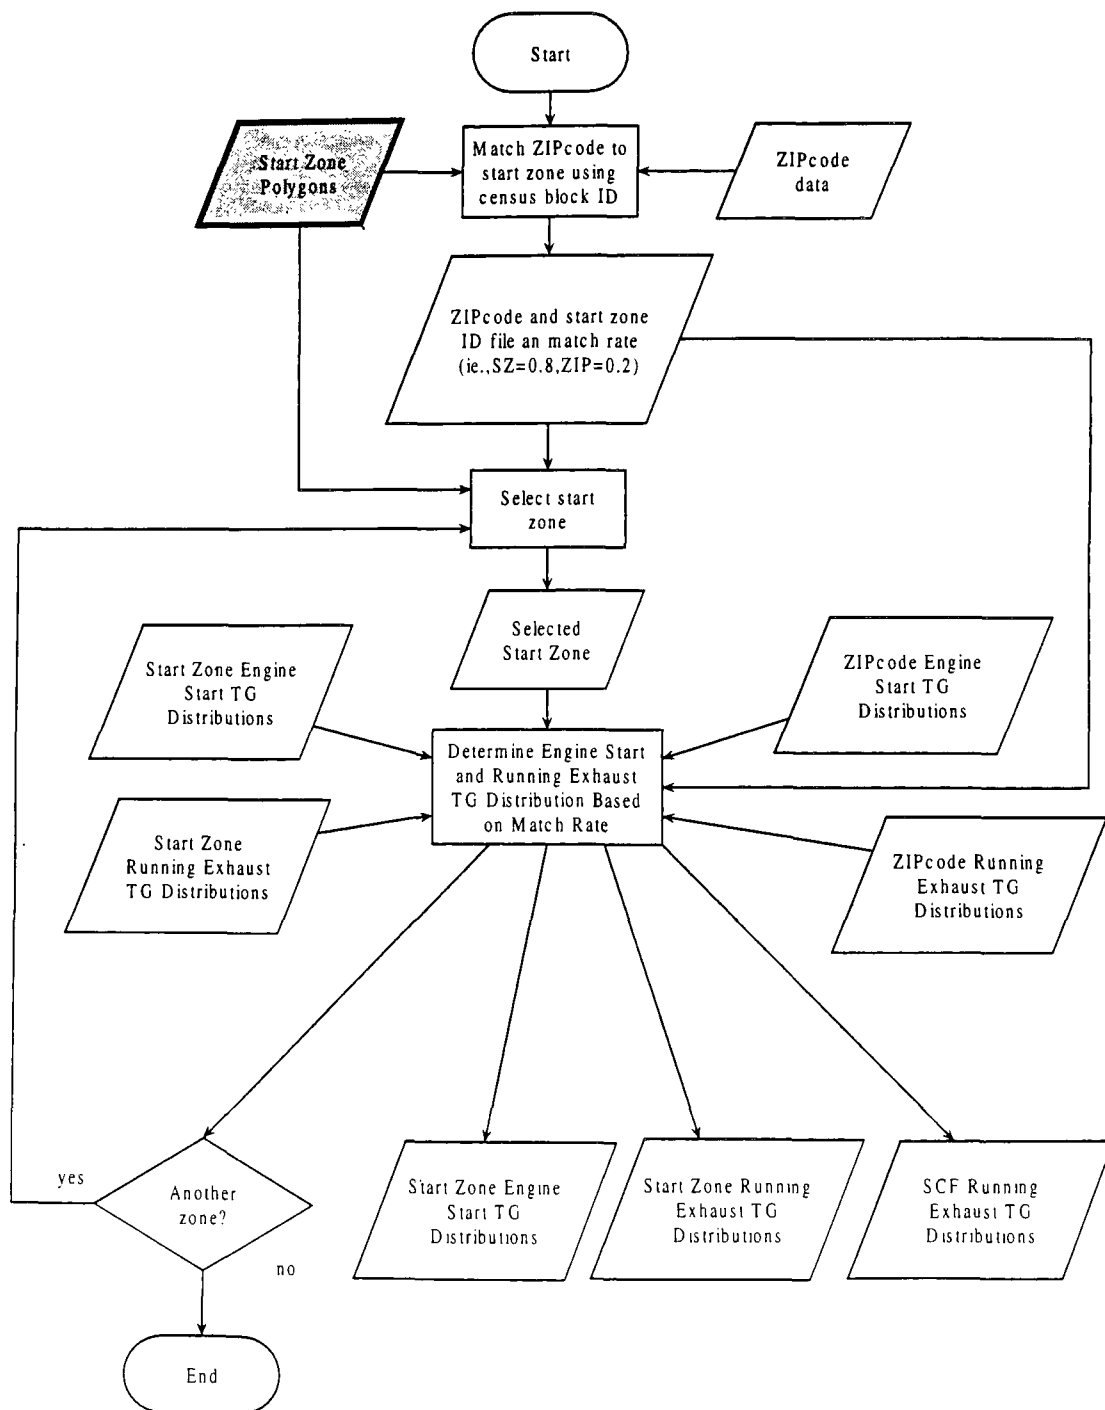 Start
Start Zone
Polygons
Match ZIPcode to
start zone using
census block ID
ZIPcode
data
ZIPcode and start zone
ID file an match rate
(ie.,SZ=0.8,ZIP=0.2)
Select start
zone
Selected
Start Zone
Start Zone Engine
Start TG
Distributions
ZIPcode Engine
Start TG
Distributions
Determine Engine Start
and Running Exhaust
TG Distribution Based
on Match Rate
Start Zone
Running Exhaust
TG Distributions
ZIPcode Running
Exhaust TG
Distributions
yes
Another
zone?
no
Start Zone Engine
Start TG
Distributions
Start Zone Running
Exhaust TG
Distributions
SCF Running
Exhaust TG
Distributions
End